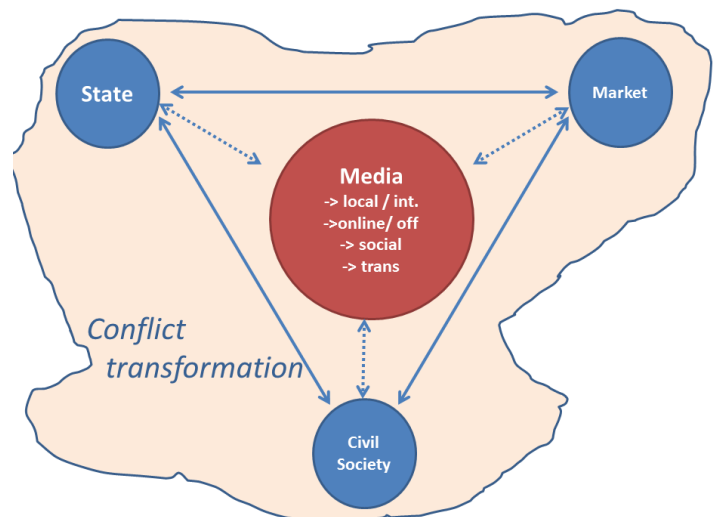 State
Market
Media
-> local / int.
->online/ off
-> social
-> trans
Conflict
transformation
Civil
Society